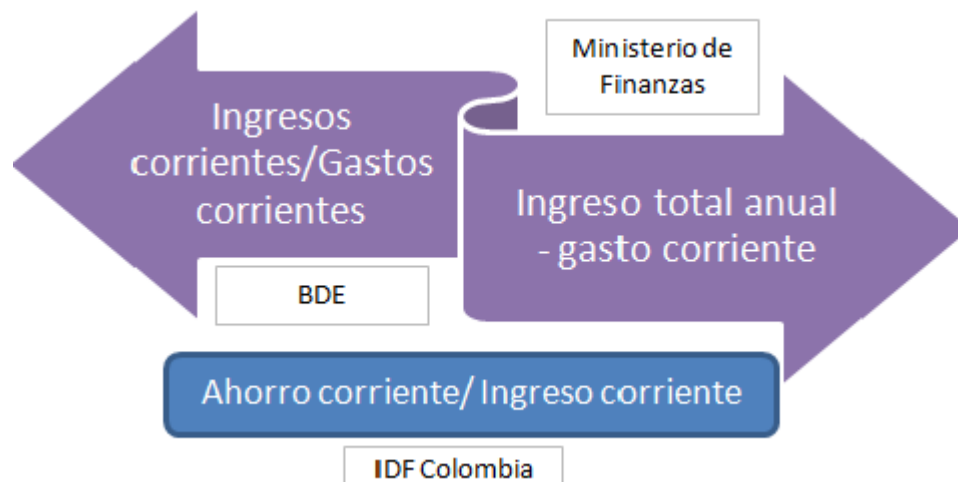 Ministerio de
Finanzas
Ingresos
corrientes/Gastos
corrientes
Ingreso total anual
- gasto corriente
BDE
Ahorro corriente/ Ingreso corriente
IDF Colombia